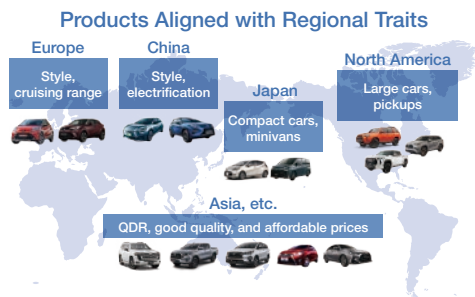 Products Aligned with Regional Traits
Europe
Style,
cruising range
China
Style,
electrification
Japan
Compact cars,
minivans
North America
Large cars,
pickups
Asia, etc.
QDR, good quality, and affordable prices